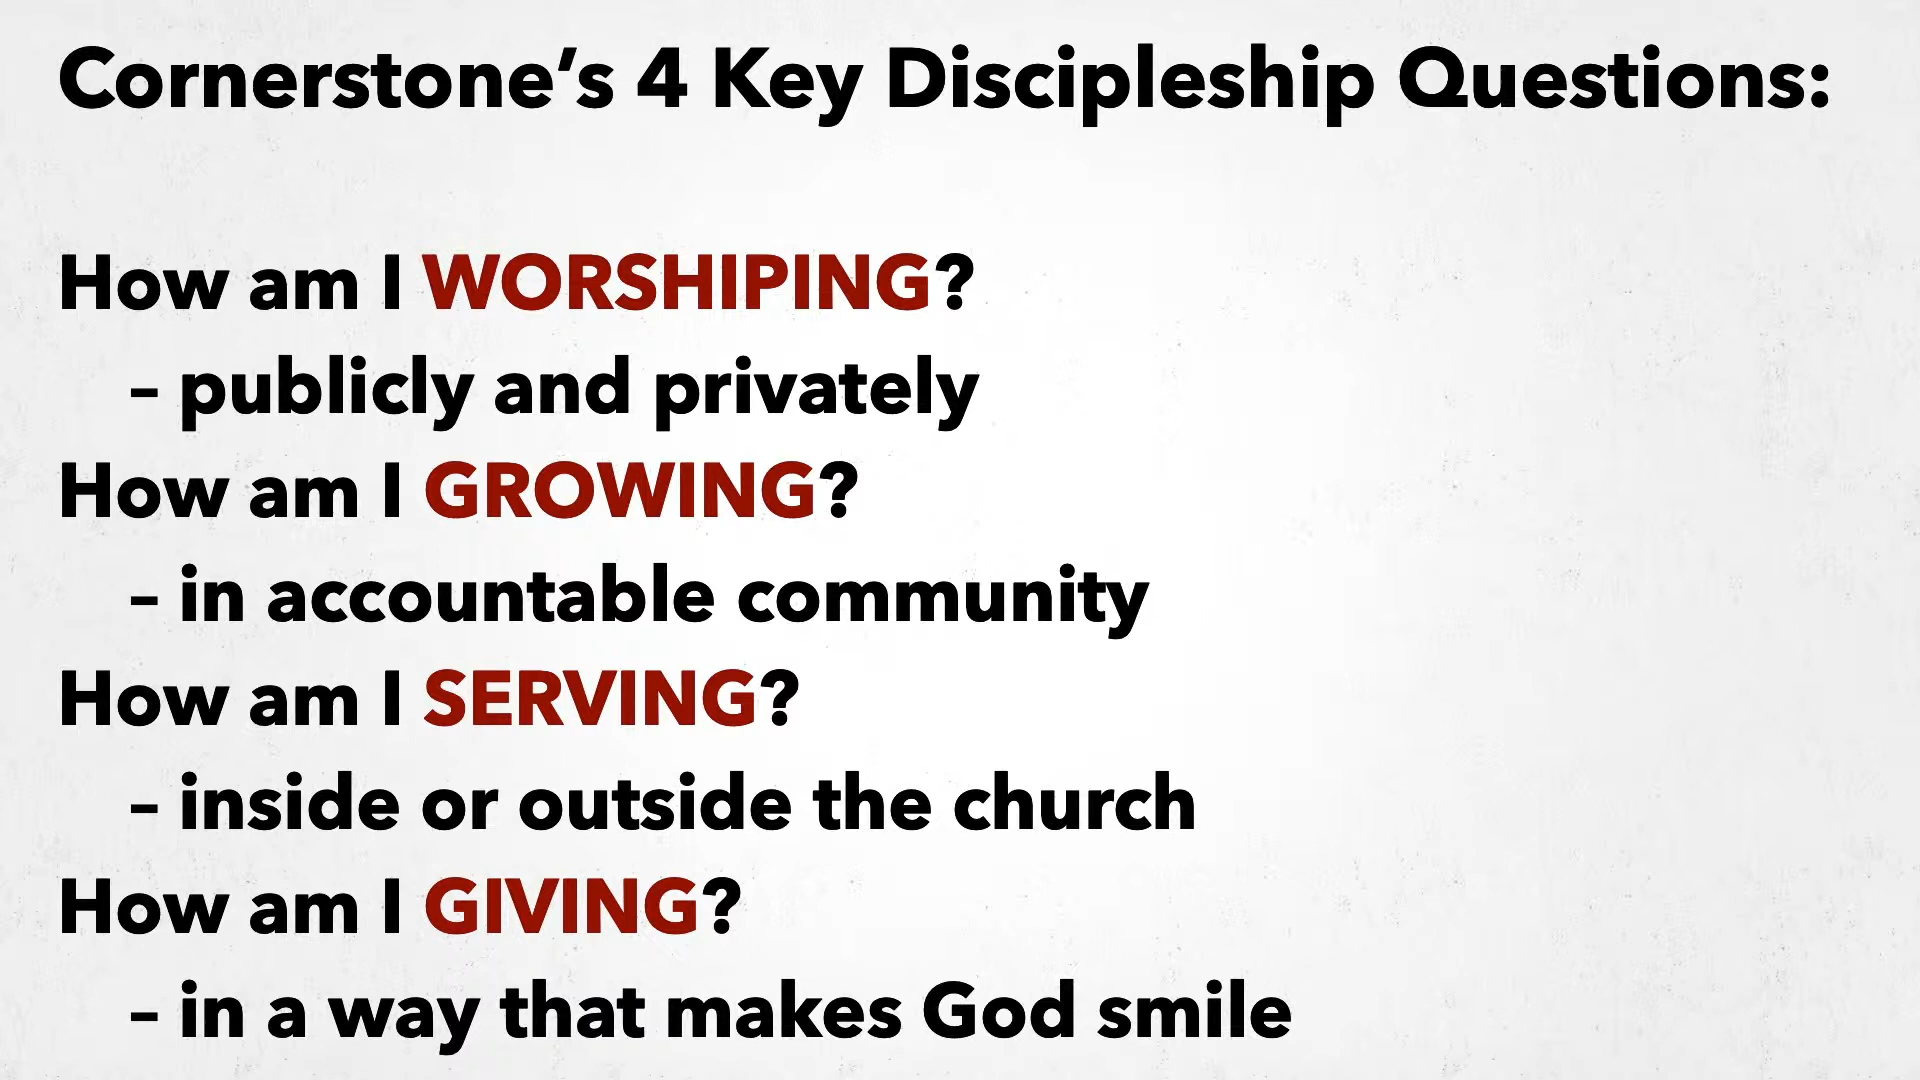 Cornerstone’s 4 Key Discipleship Questions:
How am I WORSHIPING?
– publicly and privately
How am I GROWING?
– in accountable community
How am I SERVING?
– inside or outside the church
How am I GIVING?
– in a way that makes God smile